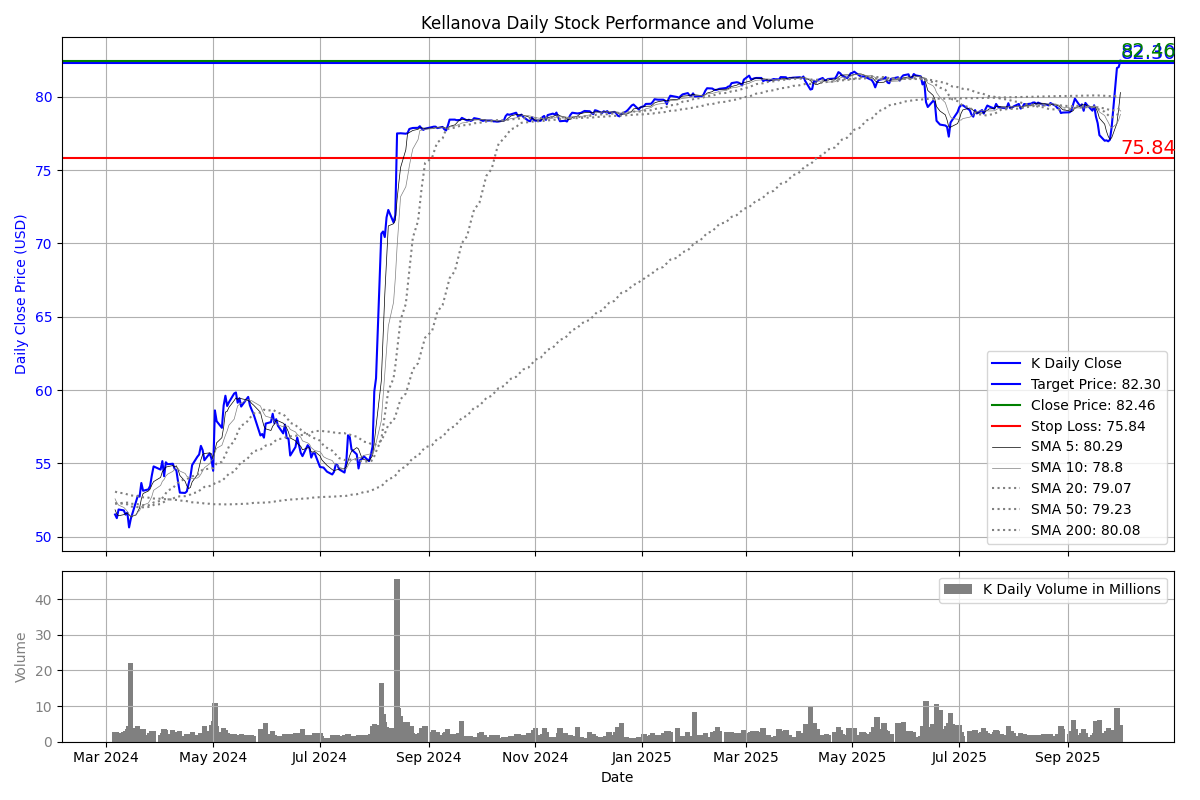 Kellanova Daily Stock Performance and Volume
Daily Close Price (USD)
80
75
70
65
60
55
50
82.46
82.30
75.84
K Daily Close
Target Price: 82.30
Close Price: 82.46
Stop Loss: 75.84
SMA 5: 80.29
SMA 10: 78.8
SMA 20: 79.07
SMA 50: 79.23
SMA 200: 80.08
Volume
40
30
20
10
0
K Daily Volume in Millions
Mar 2024
May 2024
Jul 2024
Sep 2024
Nov 2024
Jan 2025
Mar 2025
May 2025
Jul 2025
Sep 2025
Date